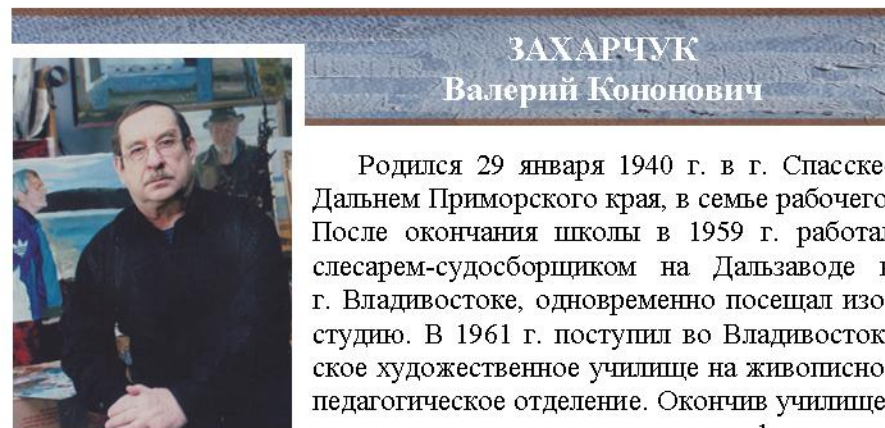 ЗАХАРЧУК
Валерий Кононович
Родился 29 января 1940 г. в г. Спасске-
Дальнем Приморского края, в семье рабочего.
После окончания школы в 1959 г. работал
слесарем-судосборщиком на Дальзаводе в
г. Владивостоке, одновременно посещал изо-
студию. В 1961 г. поступил во Владивосток-
ское художественное училище на живописно-
педагогическое отделение. Окончив училище,